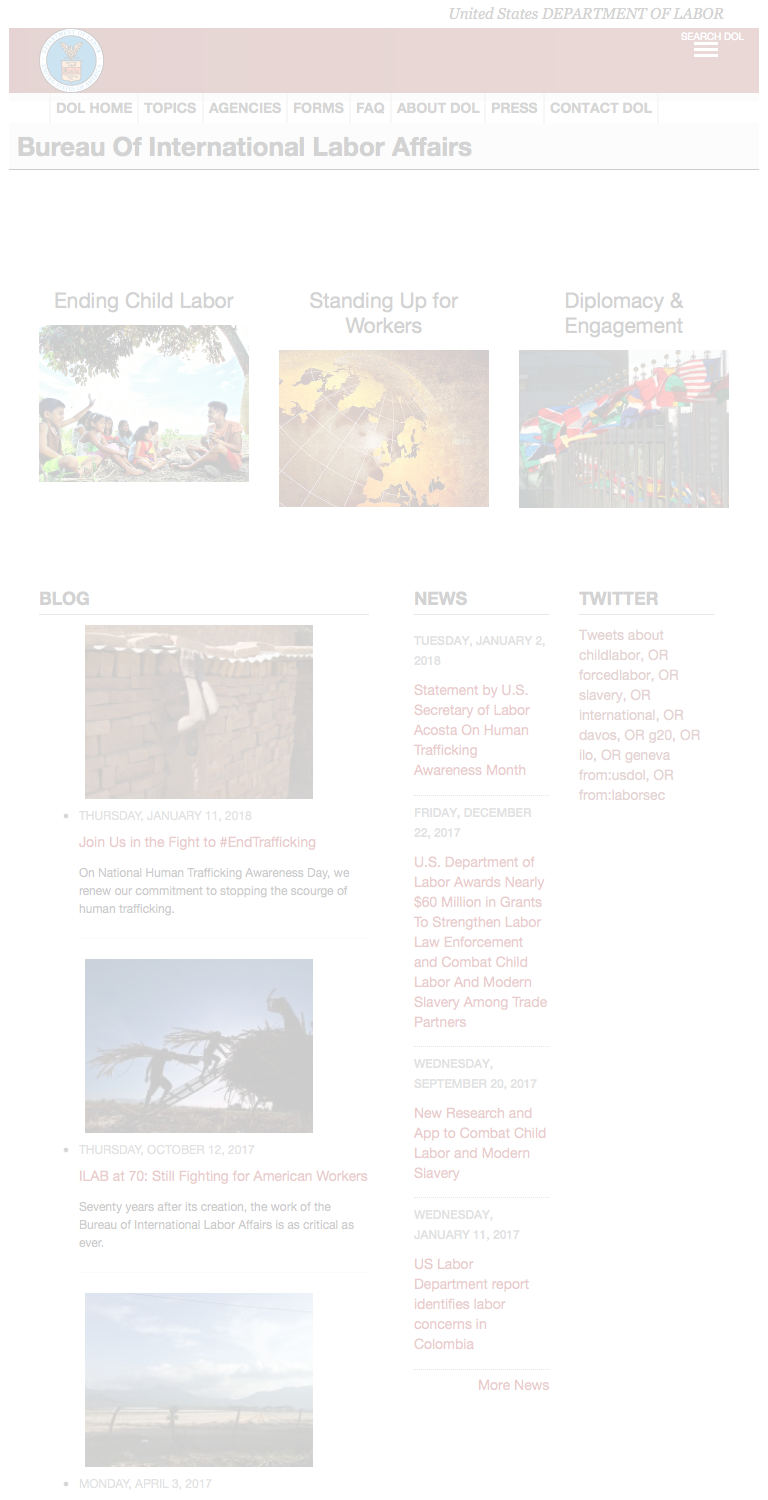 United States DEPARTMENT OF LABOR
SEARCH DOL
DOL HOME TOPICS AGENCIES FORMS FAQ ABOUT DOL PRESS CONTACT DOL
Bureau Of International Labor Affairs
Ending Child Labor
Standing Up for
Workers
Diplomacy &
Engagement
BLOG
THURSDAY, JANUARY 11, 2018
Join Us in the Fight to #EndTrafficking
On National Human Trafficking Awareness Day, we
renew our commitment to stopping the scourge of
human trafficking.
THURSDAY, OCTOBER 12, 2017
ILAB at 70: Still Fighting for American Workers
Seventy years after its creation, the work of the
Bureau of International Labor Affairs is as critical as
ever.
MONDAY, APRIL 3, 2017
NEWS
TUESDAY, JANUARY 2,
2018
Statement by U.S.
Secretary of Labor
Acosta On Human
Trafficking
Awareness Month
FRIDAY, DECEMBER
22, 2017
U.S. Department of
Labor Awards Nearly
$60 Million in Grants
To Strengthen Labor
Law Enforcement
and Combat Child
Labor And Modern
Slavery Among Trade
Partners
WEDNESDAY,
SEPTEMBER 20, 2017
New Research and
App to Combat Child
Labor and Modern
Slavery
WEDNESDAY,
JANUARY 11, 2017
US Labor
Department report
identifies labor
concerns in
Colombia
More News
TWITTER
Tweets about
childlabor, OR
forcedlabor, OR
slavery, OR
international, OR
davos, OR g20, OR
ilo, OR geneva
from:usdol, OR
from:laborsec